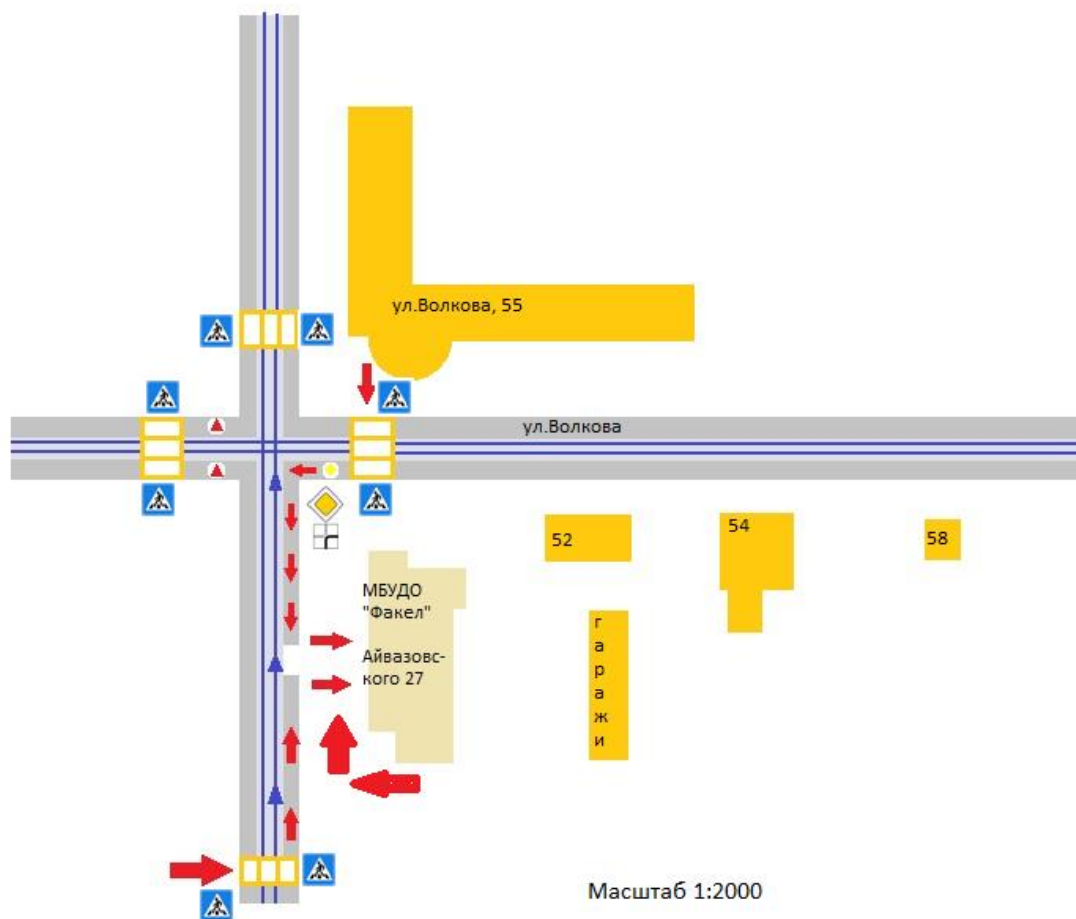 ул.Волкова, 55
ул.Волкова
52
54
58
МБУДО
"Факел"
Айвазовс-
кого 27
г
а
р
а
ж
и
Масштаб 1:2000